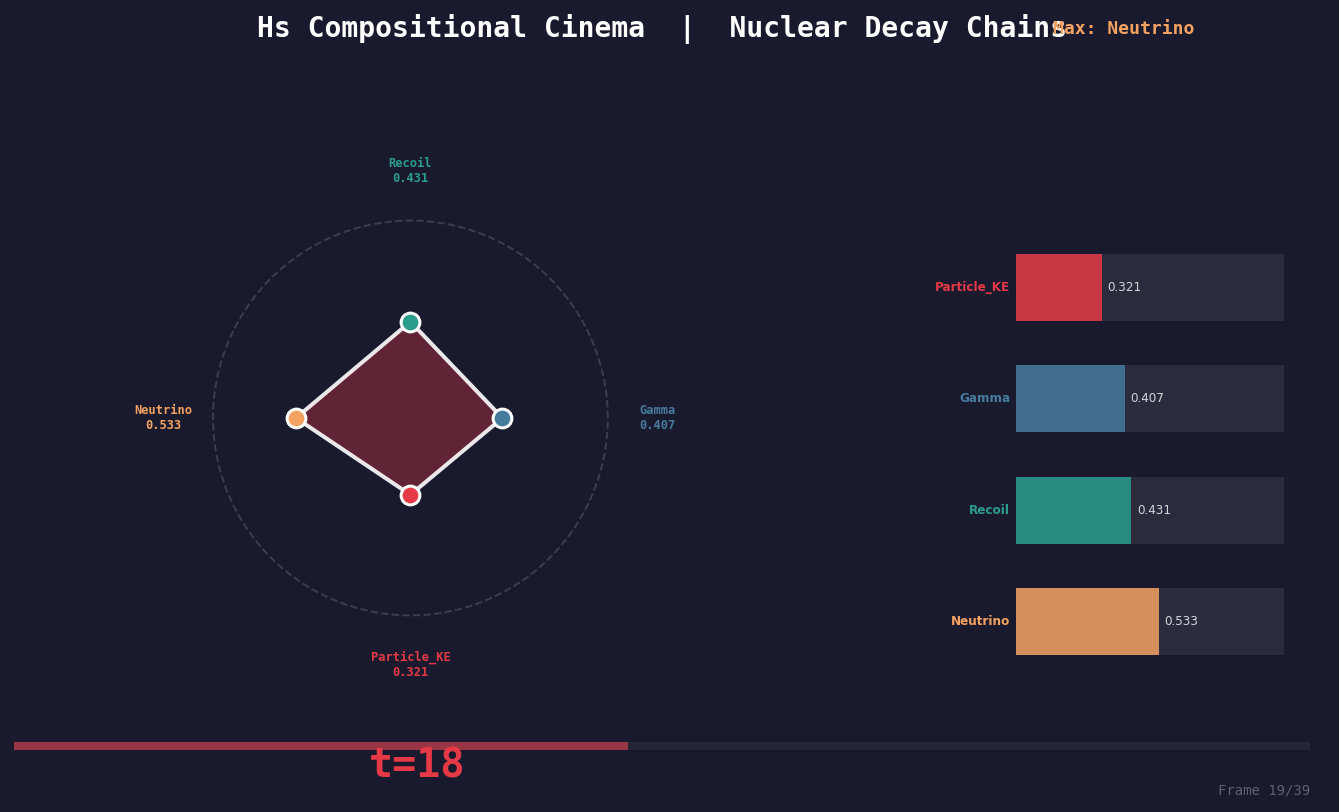 Hs Compositional Cinema | Nuclear Decay Chains
Max: Neutrino
Recoil
0.431
Neutrino
0.533
Gamma
0.407
Particle_KE
0.321
Particle_KE 0.321
Gamma 0.407
Recoil 0.431
Neutrino 0.533
t=18
Frame 19/39